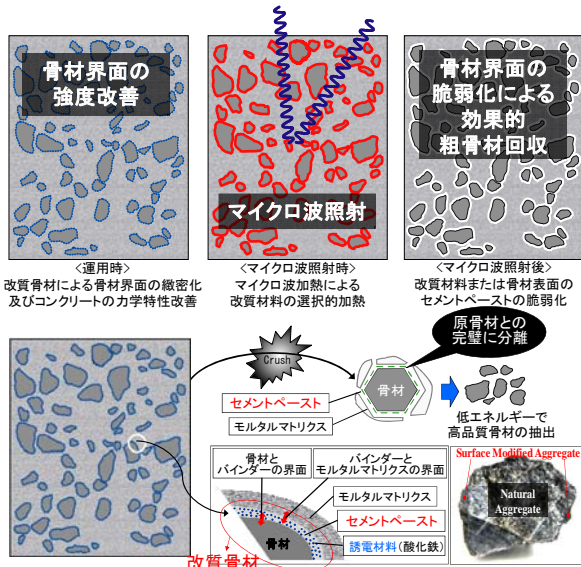 骨材界面の
強度改善
マイクロ波照射
骨材界面の
脆弱化による
効果的
粗骨材回収
<運用時>
改質骨材による骨材界面の緻密化
及びコンクリートの力学特性改善
<マイクロ波照射時>
マイクロ波加熱による
改質材料の選択的加熱
<マイクロ波照射後>
改質材料または骨材表面の
セメントペーストの脆弱化
原骨材との
完璧に分離
Crush
骨材
セメントペースト
モルタルマトリクス
低エネルギーで
高品質骨材の抽出
骨材と
バインダーの界面
バインダーと
モルタルマトリクスの界面
モルタルマトリクス
セメントペースト
誘電材料(酸化鉄)
骨材
改質骨材
Surface Modified Aggregate
Natural
Aggregate